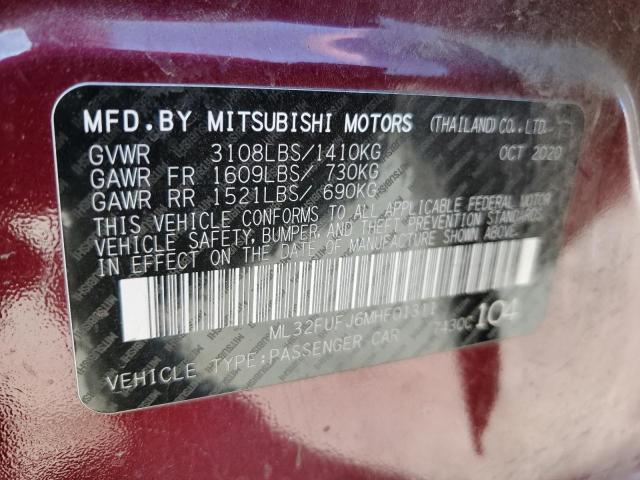 MFD.BY MITSUBISHI MOTORS (THAILAND) CO., LTD.
GVWR 3108LBS/1410KG OCT 2020
GAWR FR 1609LBS/ 730KG
GAWR RR 1521LBS/ 690KG
THIS VEHICLE CONFORMS TO ALL APPLICABLE FEDERAL MOTOR
VEHICLE SAFETY, BUMPER, AND THEFT PREVENTION STANDARDS
IN EFFECT ON THE DATE OF MANUFACTURE SHOWN ABOVE.
ML32FUFJ6MHF01311
VEHICLE TYPE:PASSENGER CAR 7430C 104